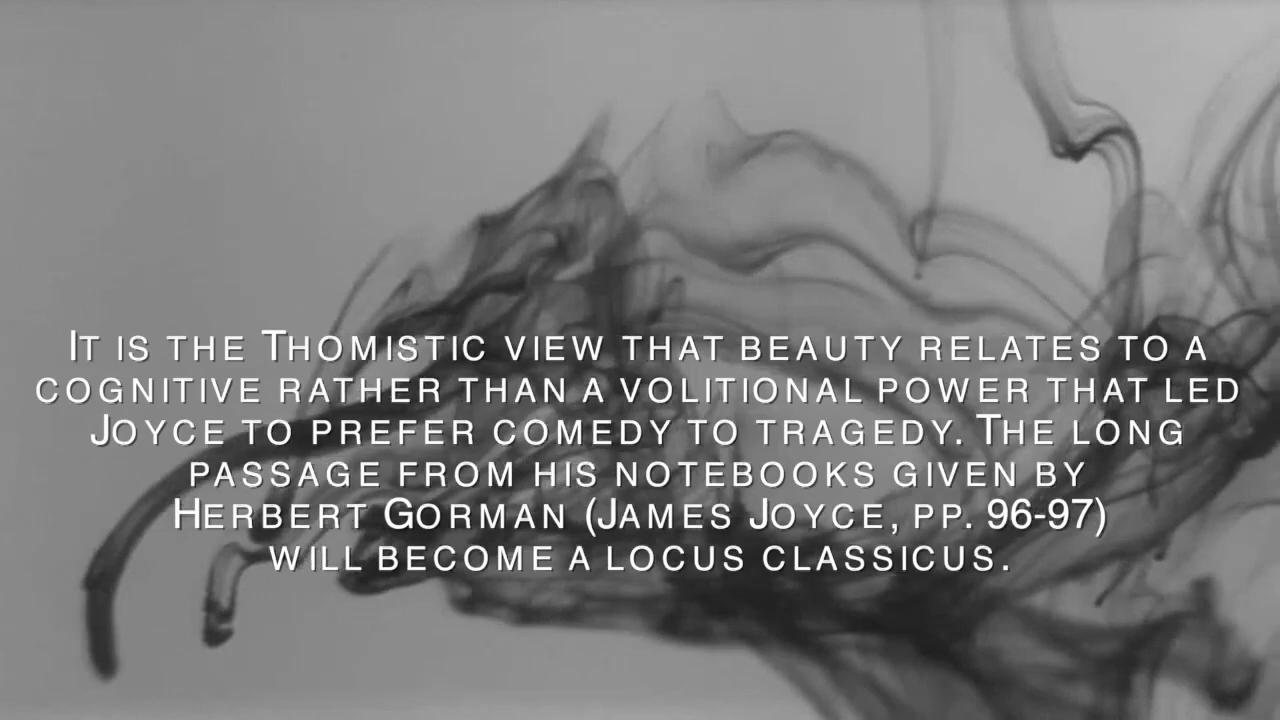 It is the Thomistic view that beauty relates to a
cognitive rather than a volitional power that led
Joyce to prefer comedy to tragedy. The long
passage from his notebooks given by
Herbert Gorman (James Joyce, pp. 96-97)
will become a locus classicus.